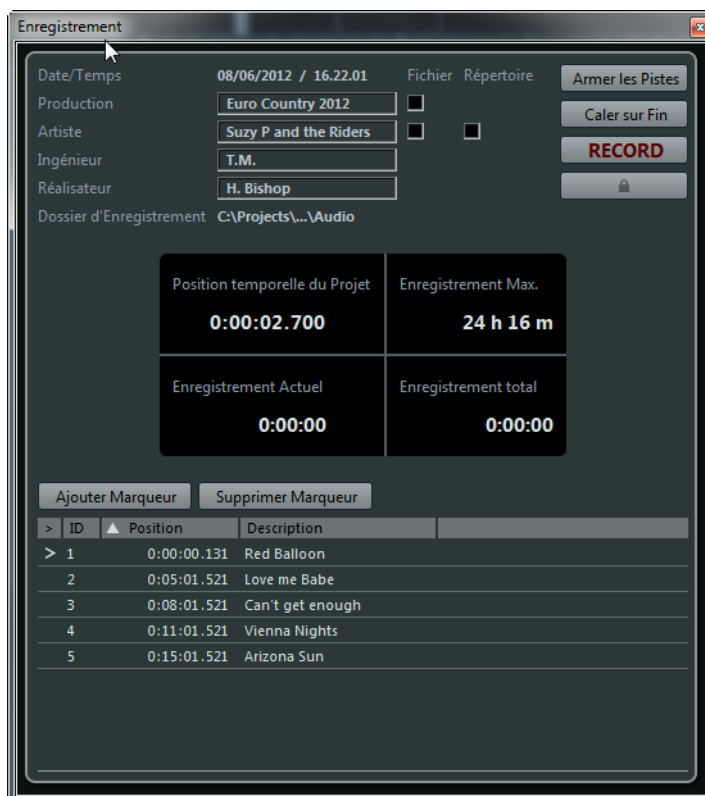 Enregistrement
Date/Temps 08/06/2012 / 16.22.01 Fichier Répertoire Armer les Pistes
Production Euro Country 2012 Caler sur Fin
Artiste Suzy P and the Riders
Ingénieur T.M. RECORD
Réalisateur H. Bishop
Dossier d'Enregistrement C:\Projects\...\Audio
Position temporelle du Projet Enregistrement Max.
0:00:02.700 24 h 16 m
Enregistrement Actuel Enregistrement total
0:00:00 0:00:00
Ajouter Marqueur Supprimer Marqueur
> ID Position Description
> 1 0:00:00.131 Red Balloon
2 0:05:01.521 Love me Babe
3 0:08:01.521 Can't get enough
4 0:11:01.521 Vienna Nights
5 0:15:01.521 Arizona Sun